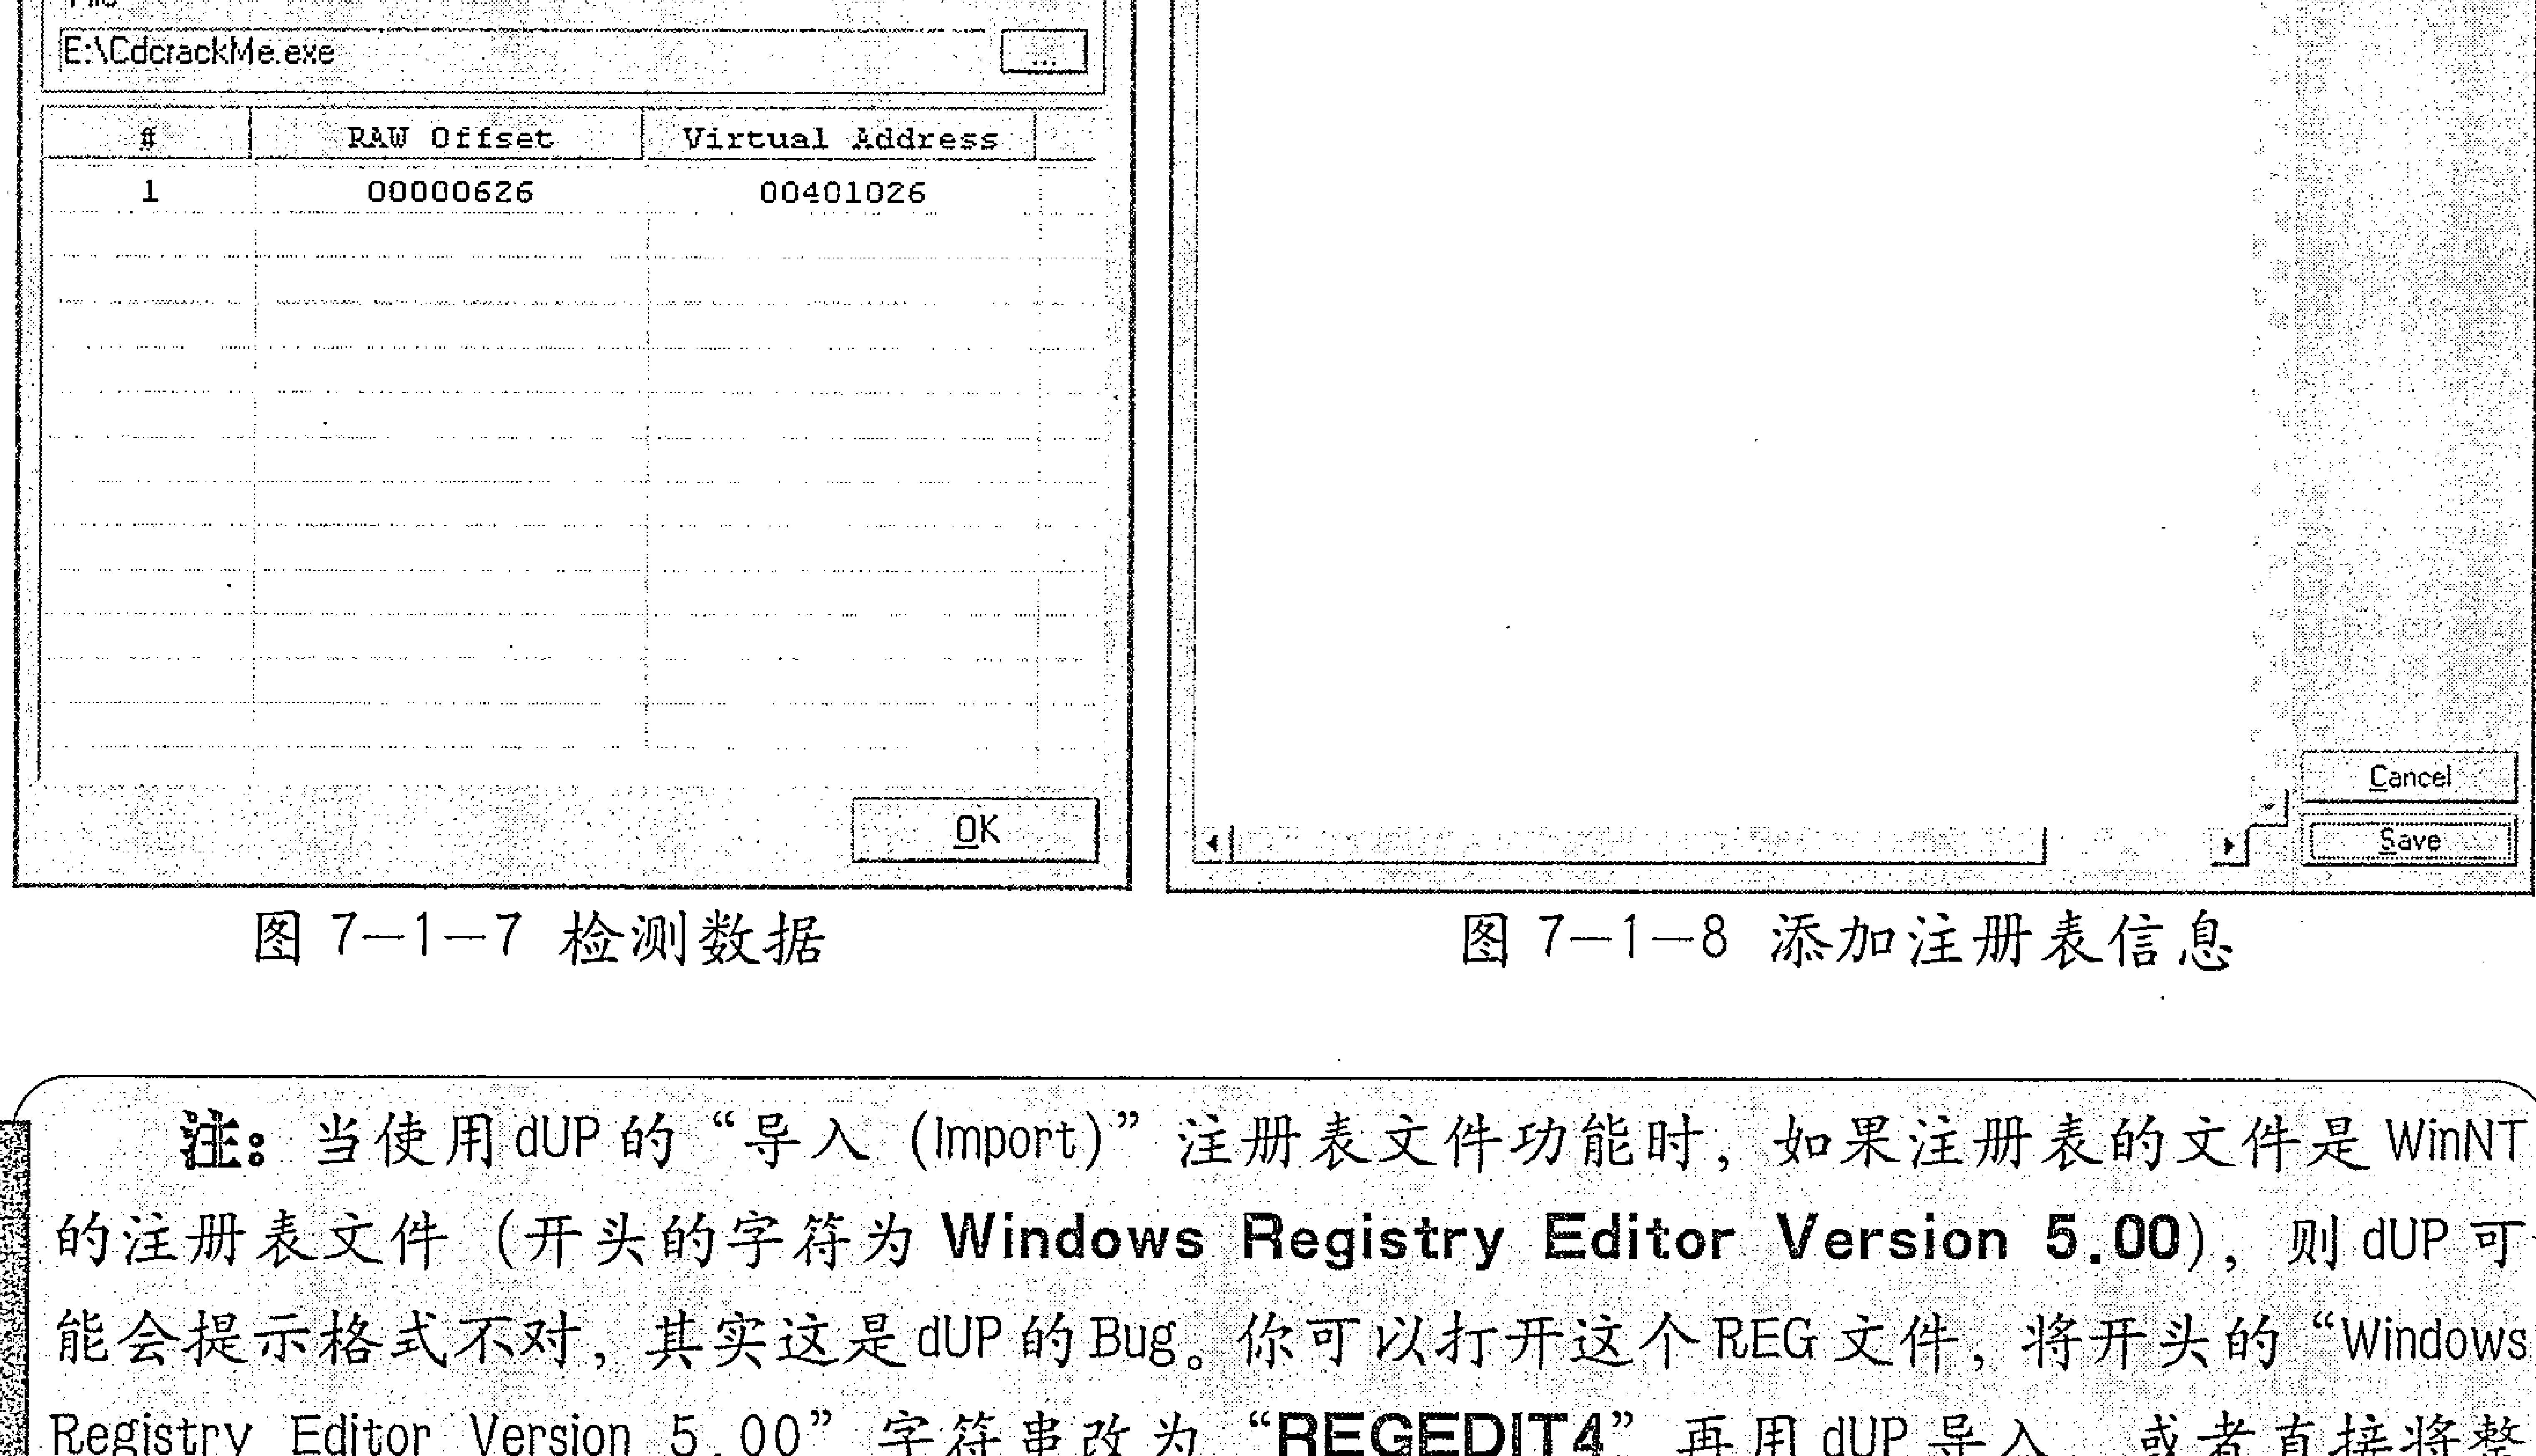 E:\CdcrackMe.exe
...
# RAW Offset Virtual Address
1 00000626 00401026
OK
Cancel
Save
图 7-1-7 检测数据
图 7-1-8 添加注册表信息
注：当使用dUP的“导入（Import）”注册表文件功能时，如果注册表的文件是WinNT
的注册表文件（开头的字符为 Windows Registry Editor Version 5.00），则dUP可
能会提示格式不对，其实这是dUP的Bug。你可以打开这个REG文件，将开头的“Windows
Registry Editor Version 5.00”字符串改为“REGEDIT4”再用dUP导入，或者直接将整